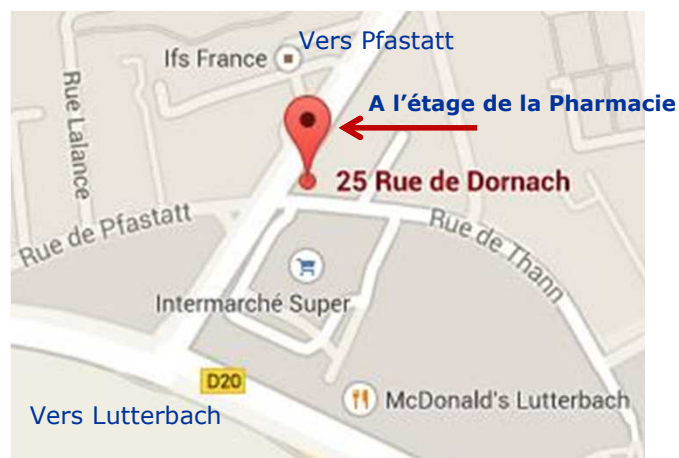 Vers Pfastatt
Ifs France
A l'étage de la Pharmacie
Rue Lalance
25 Rue de Dornach
Rue de Pfastatt
Rue de Thann
Intermarché Super
D20
McDonald's Lutterbach
Vers Lutterbach